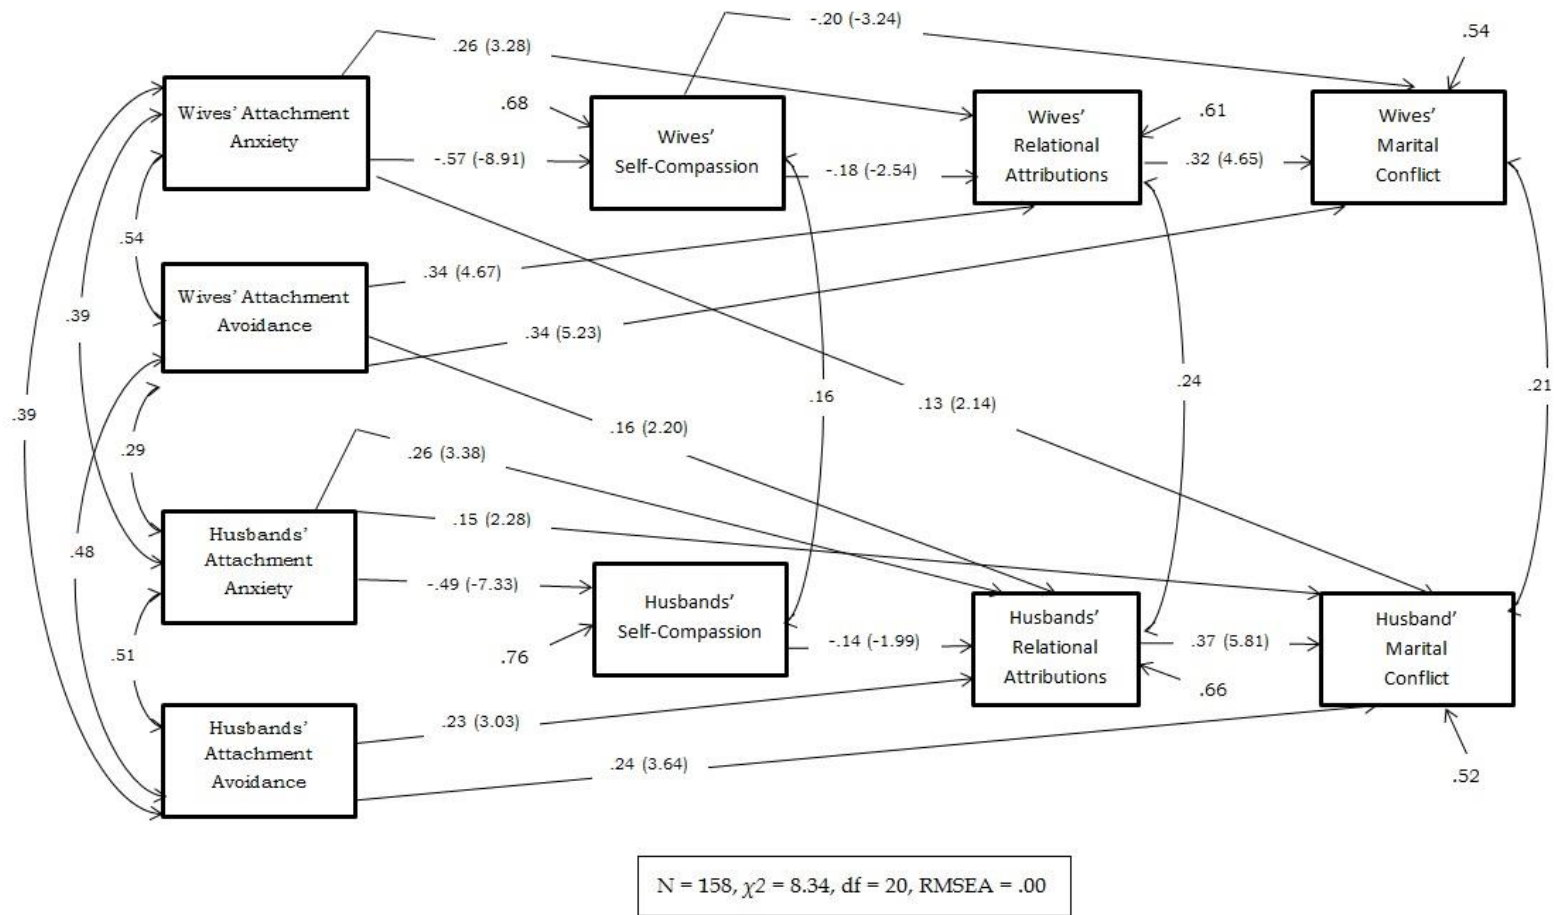 -.20 (-3.24)
.26 (3.28)
.54
Wives’ Attachment
Anxiety
.68
Wives’
Self-Compassion
Wives’
Relational
Attributions
.61
Wives’
Marital
Conflict
-.57 (-8.91)
-.18 (-2.54)
.32 (4.65)
.54
Wives’ Attachment
Avoidance
.34 (4.67)
.39
.34 (5.23)
.24
.21
.16
.13 (2.14)
.39
.16 (2.20)
.29
.26 (3.38)
.15 (2.28)
.48
Husbands’
Attachment
Anxiety
-.49 (-7.33)
Husbands’
Self-Compassion
Husbands’
Relational
Attributions
Husband’
Marital
Conflict
.51
.76
-.14 (-1.99)
.37 (5.81)
.66
Husbands’
Attachment
Avoidance
.23 (3.03)
.24 (3.64)
.52
N = 158, χ2 = 8.34, df = 20, RMSEA = .00